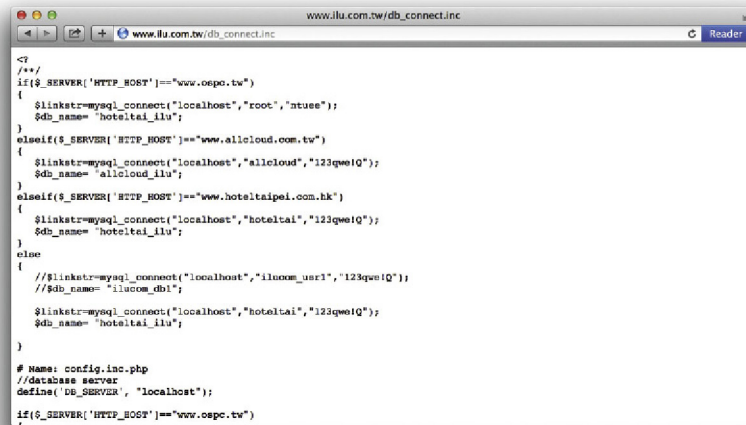 www.ilu.com.tw/db_connect.inc
www.ilu.com.tw/db_connect.inc
Reader
<?
/**/
if($_SERVER['HTTP_HOST']=="www.ospc.tw")
{
$linkstr=mysql_connect("localhost","root","ntuee");
$db_name= "hoteltai_ilu";
}
elseif($_SERVER['HTTP_HOST']=="www.allcloud.com.tw")
{
$linkstr=mysql_connect("localhost","allcloud","123qwe!Q");
$db_name= "allcloud_ilu";
}
elseif($_SERVER['HTTP_HOST']=="www.hoteltaipei.com.hk")
{
$linkstr=mysql_connect("localhost","hoteltai","123qwe!Q");
$db_name= "hoteltai_ilu";
}
else
{
//$linkstr=mysql_connect("localhost","ilucom_usr1","123qwe!Q");
//$db_name= "ilucom_db1";
$linkstr=mysql_connect("localhost","hoteltai","123qwe!Q");
$db_name= "hoteltai_ilu";
}
# Name: config.inc.php
//database server
define('DB_SERVER', "localhost");
if($_SERVER['HTTP_HOST']=="www.ospc.tw")